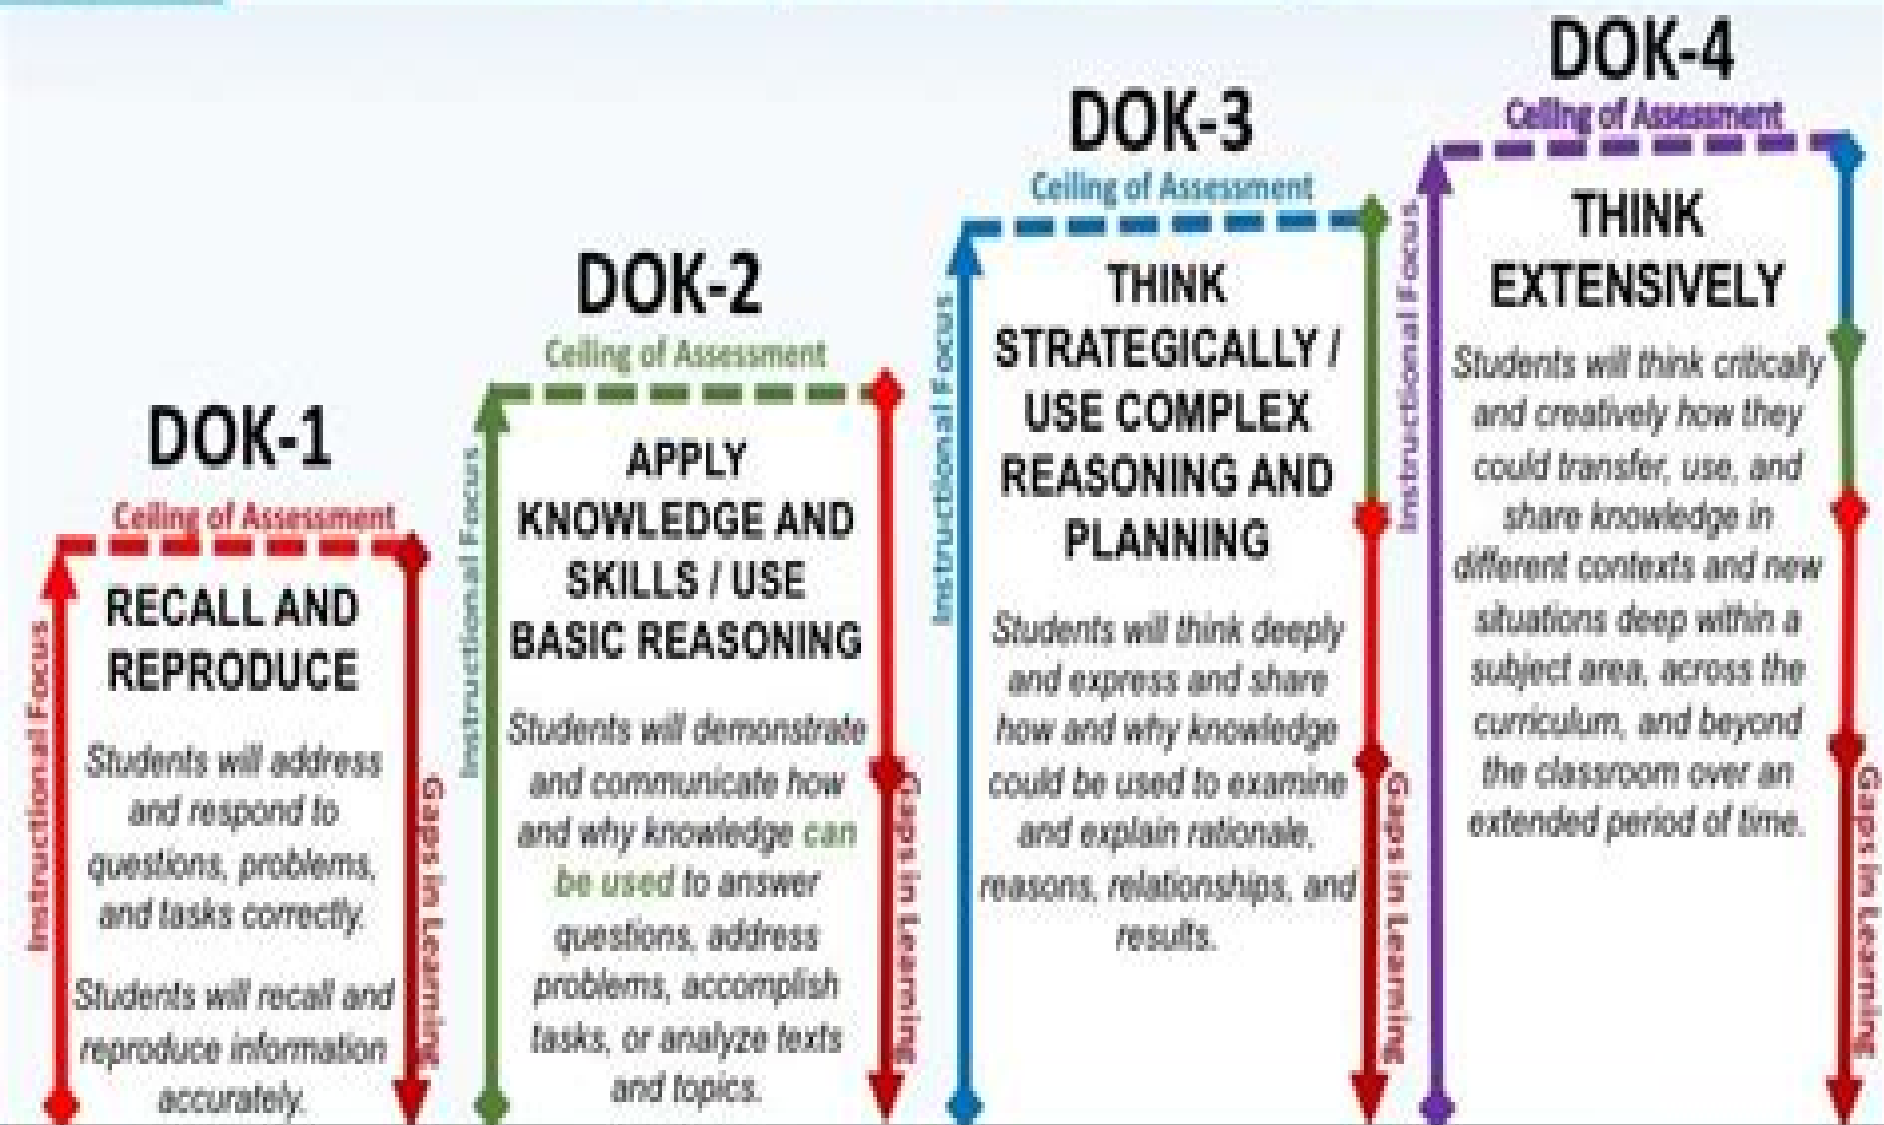 DOK-1
Ceiling of Assessment
Instructional Focus
RECALL AND
REPRODUCE
Students will address
and respond to
questions, problems,
and tasks correctly.
Students will recall and
reproduce information
accurately.
Gaps in Learning
DOK-2
Ceiling of Assessment
Instructional Focus
APPLY
KNOWLEDGE AND
SKILLS / USE
BASIC REASONING
Students will demonstrate
and communicate how
and why knowledge can
be used to answer
questions, address
problems, accomplish
tasks, or analyze texts
and topics.
Gaps in Learning
DOK-3
Ceiling of Assessment
Instructional Focus
THINK
STRATEGICALLY /
USE COMPLEX
REASONING AND
PLANNING
Students will think deeply
and express and share
how and why knowledge
could be used to examine
and explain rationale,
reasons, relationships, and
results.
Gaps in Learning
DOK-4
Ceiling of Assessment
Instructional Focus
THINK
EXTENSIVELY
Students will think critically
and creatively how they
could transfer, use, and
share knowledge in
different contexts and new
situations deep within a
subject area, across the
curriculum, and beyond
the classroom over an
extended period of time.
Gaps in Learning